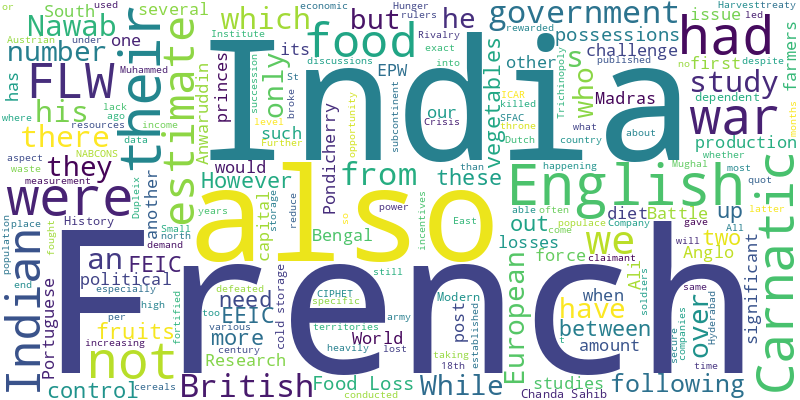 or
South
used
several
economic
Hunger
rulers
Rivalry
Harvesttreaty
Austrian
Nawab
under
one
Institute
exact
Muhammed
which
but
he
food
government
had
number
however
rewarded
discussions
into
led
possessions
issue
no
first
published
despite
has
ago
where
lack
resources
income
FLW
their
princes
its
St
only
EPW
other
s
challenge
farmers
his
succession
broke
Crisis
our
subcontinent
opportunity
vegetables
ICAR
killed
SFAC
throne
Dutch
who
Trichinopoly
Madras
what
study
dependent
there
data
NABCONS
Anwaruddin
such
level
Further
India
country
about
war
production
they
aspect
waste
measurement
estimate
would
Pondicherry
than
happening
Mughal
whether
most
were
However
from
these
English
quot
History
another
place
north
demand
population
Dupleix
Small
years
capital
storage
reduce
also
incentives
East
power
so
able
often
populace
come
Company
diet
Battle
up
All
latter
gave
months
fought
Bengal
out
losses
we
will
claimant
two
Carnatic
an
FEIC
political
especially
end
too
high
fortified
defeated
various
cold storage
still
CIPHET
specific
territories
army
European
force
Ali
soldiers
Anglo
same
over
secure
companies
Hyderabad
significant
Portuguese
per
fruits
increasing
need
EEIC
more
century
World
French
Modern
established
post
when
have
between
amount
time
Indian
not
cereals
Research
heavily
lost
taking
18th
control
British
Food Loss
conducted
While
t
studies
Chanda Sahib
following